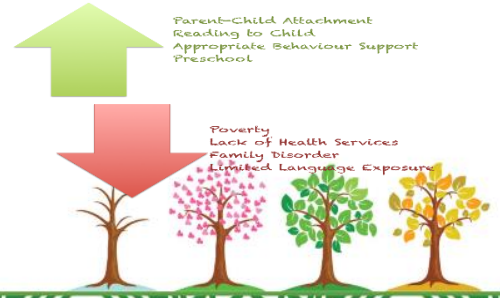 Parent-Child Attachment
Reading to Child
Appropriate Behaviour Support
Preschool
Poverty
Lack of Health Services
Family Disorder
Limited Language Exposure